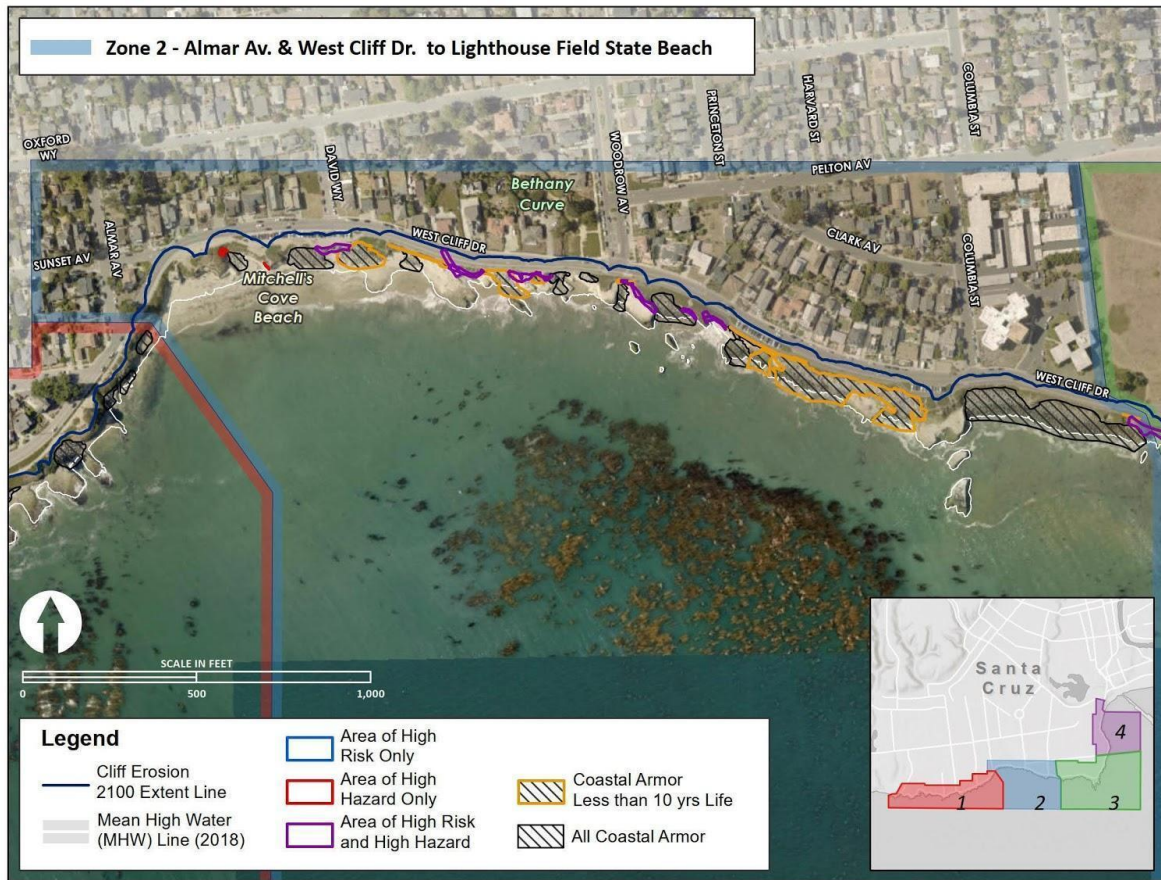 Zone 2 - Almar Av. & West Cliff Dr. to Lighthouse Field State Beach
OXFORD
WY
DAVID WY
WOODROW AV
PRINCETON ST
HARVARD ST
COLUMBIA ST
PELTON AV
Bethany
Curve
SUNSET AV
ALMAR AV
WEST CLIFF DR
CLARK AV
COLUMBIA ST
Mitchell's
Cove
Beach
WEST CLIFF DR
SCALE IN FEET
0
500
1,000
Legend
Cliff Erosion
2100 Extent Line
Mean High Water
(MHW) Line (2018)
Area of High
Risk Only
Area of High
Hazard Only
Area of High Risk
and High Hazard
Coastal Armor
Less than 10 yrs Life
All Coastal Armor
Santa
Cruz
1
2
3
4